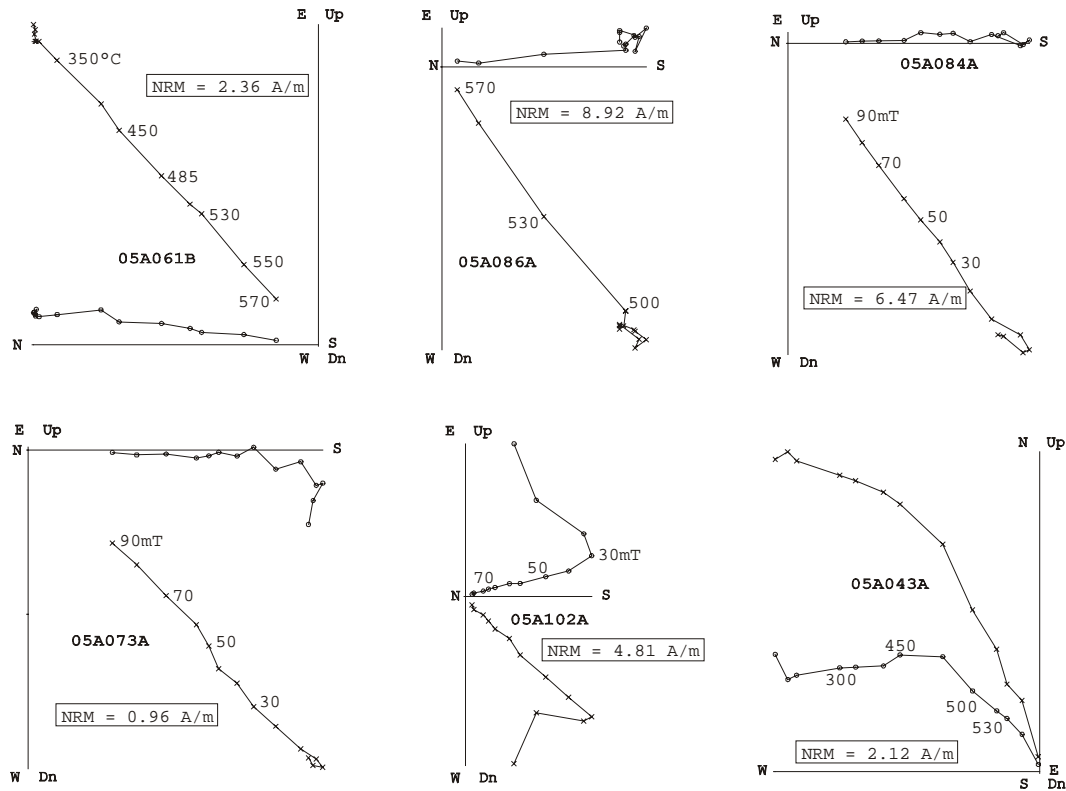 E Up
350°C
NRM = 2.36 A/m
450
485
530
05A061B
550
570
N S
W Dn
E Up
N S
570
NRM = 8.92 A/m
530
05A086A
500
W Dn
E Up
N S
05A084A
90mT
70
50
30
NRM = 6.47 A/m
W Dn
E Up
N S
90mT
70
05A073A
50
30
NRM = 0.96 A/m
W Dn
E Up
30mT
50
70
N S
05A102A
NRM = 4.81 A/m
W Dn
N Up
05A043A
450
300
500
530
NRM = 2.12 A/m
W E
S Dn